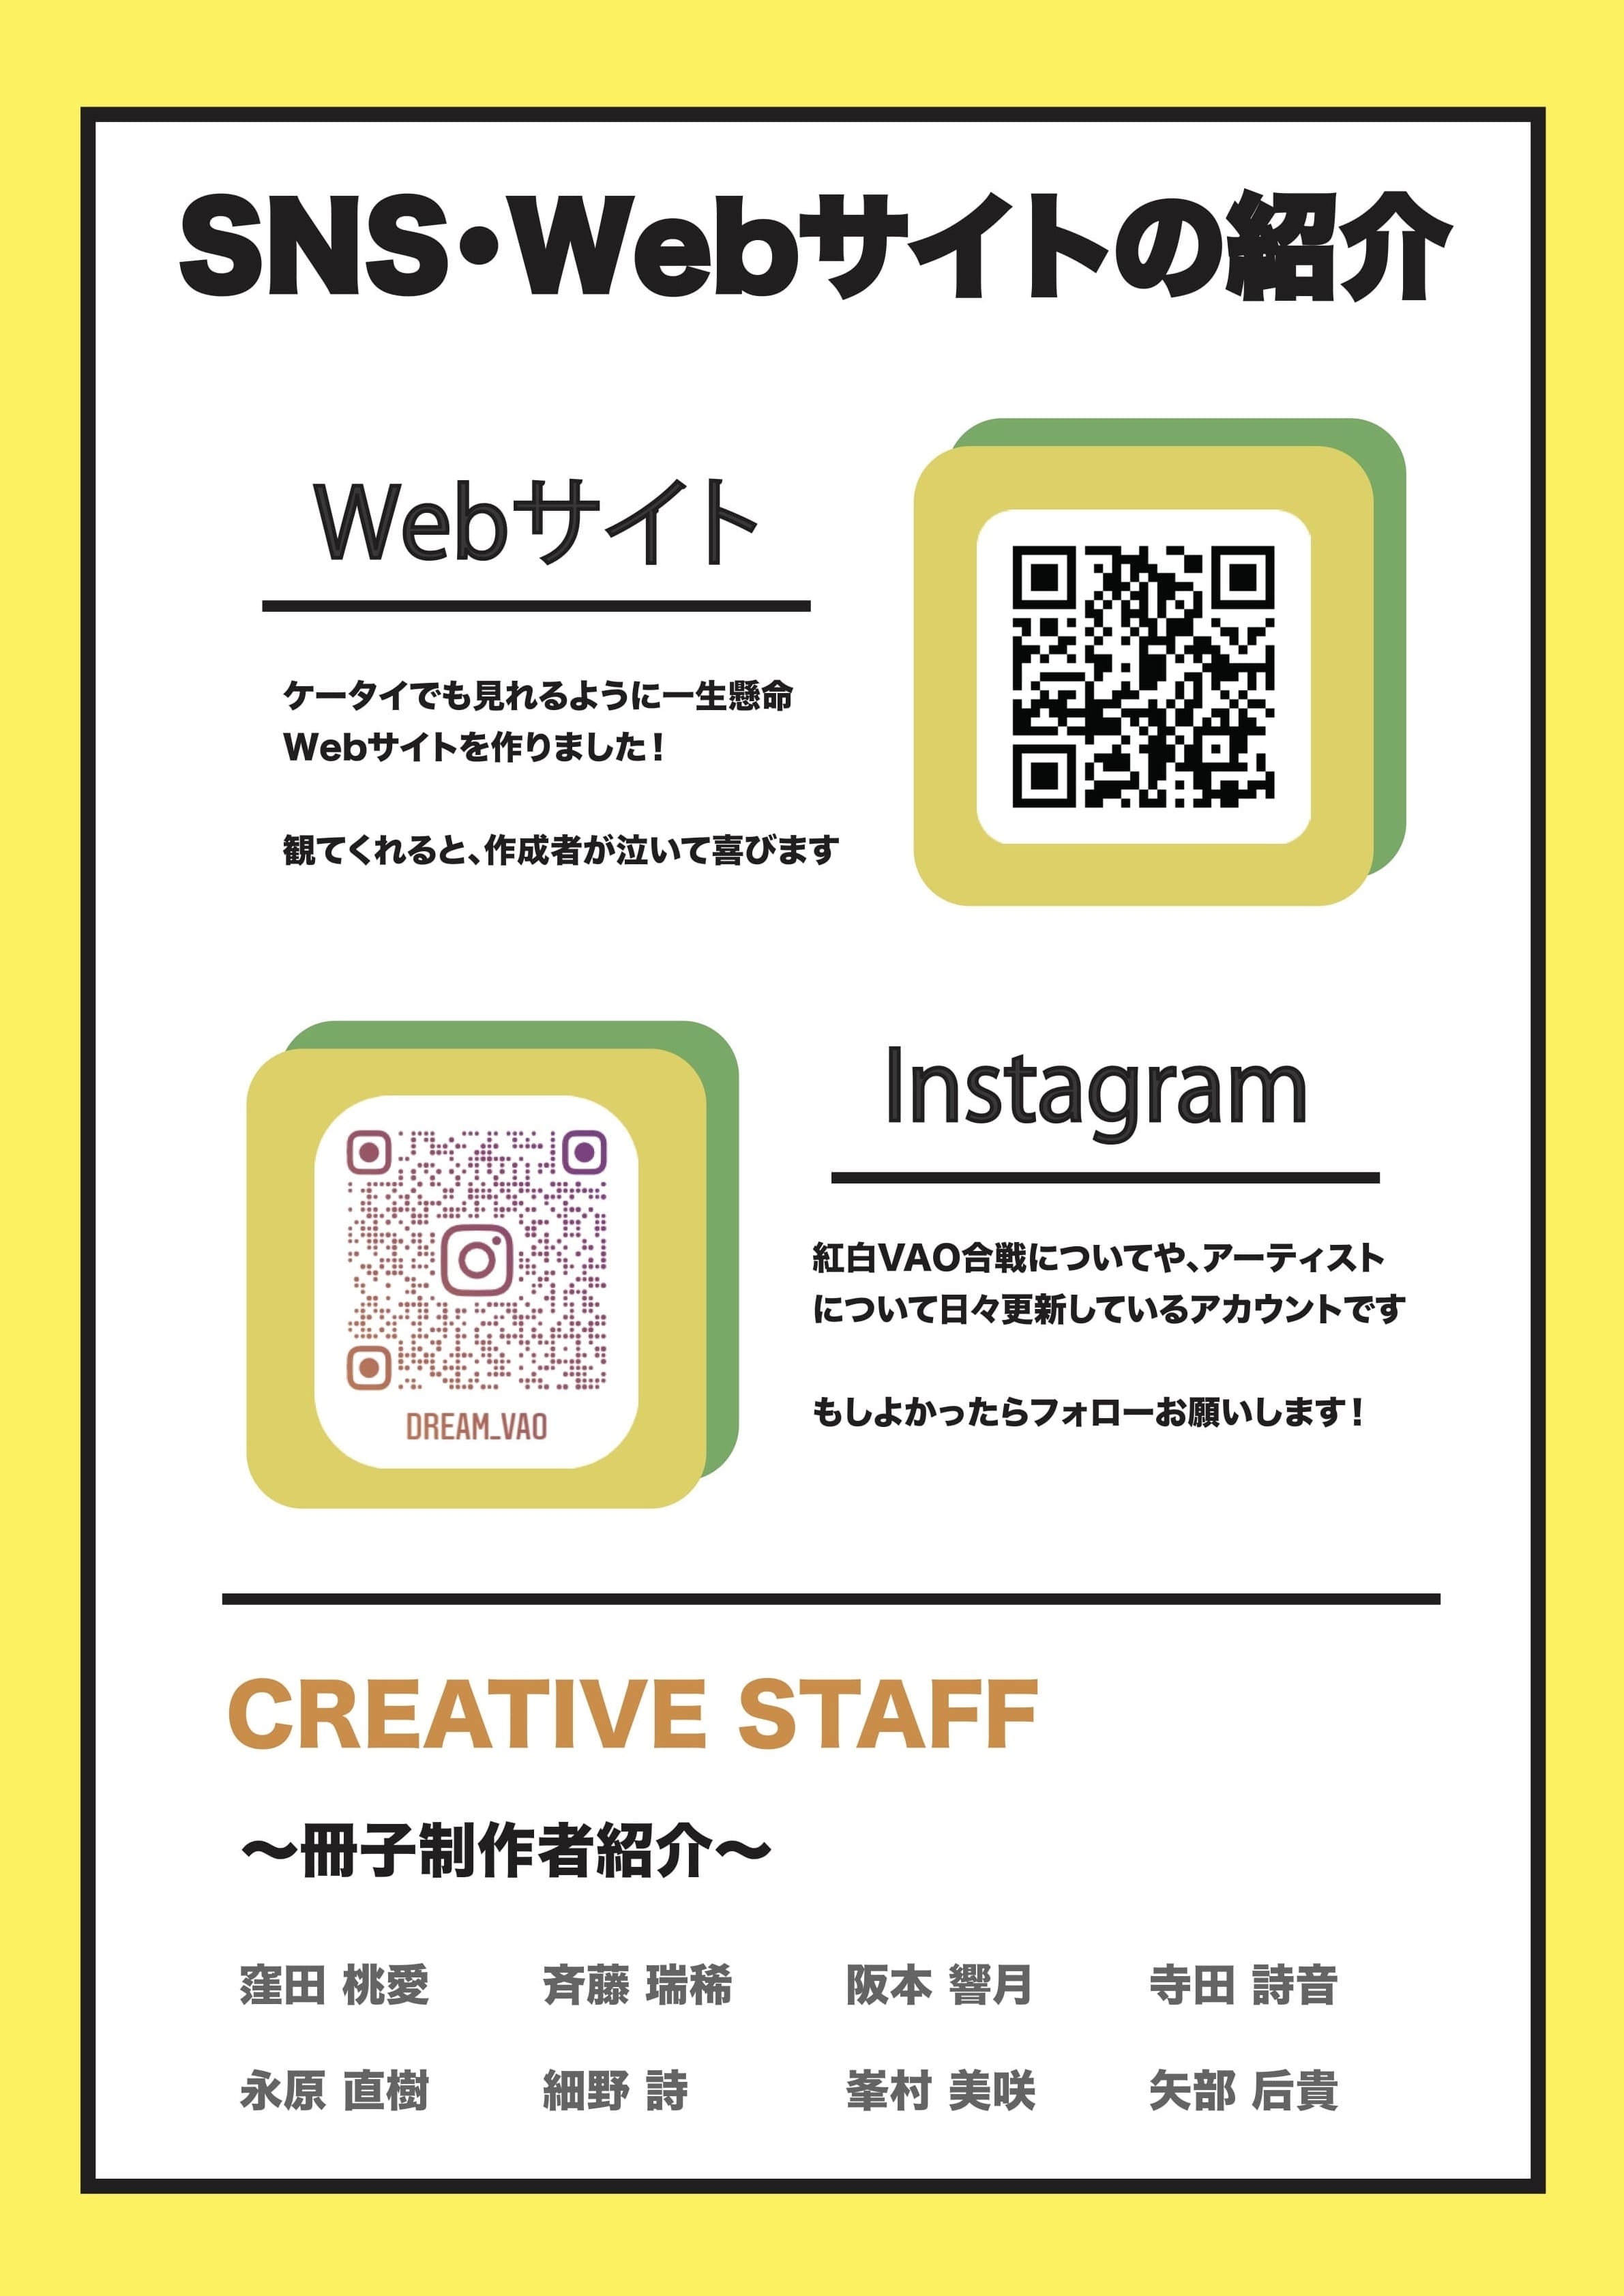 SNS・Webサイトの紹介
Webサイト
ケータイでも見れるように一生懸命
Webサイトを作りました！
観てくれると、作成者が泣いて喜びます
Instagram
紅白VAO合戦についてや、アーティスト
について日々更新しているアカウントです
もしよかったらフォローお願いします！
DREAM_VAO
CREATIVE STAFF
〜冊子制作者紹介〜
窪田 桃愛 斉藤 瑞稀 阪本 響月 寺田 詩音
永原 直樹 細野 詩 峯村 美咲 矢部 后貴